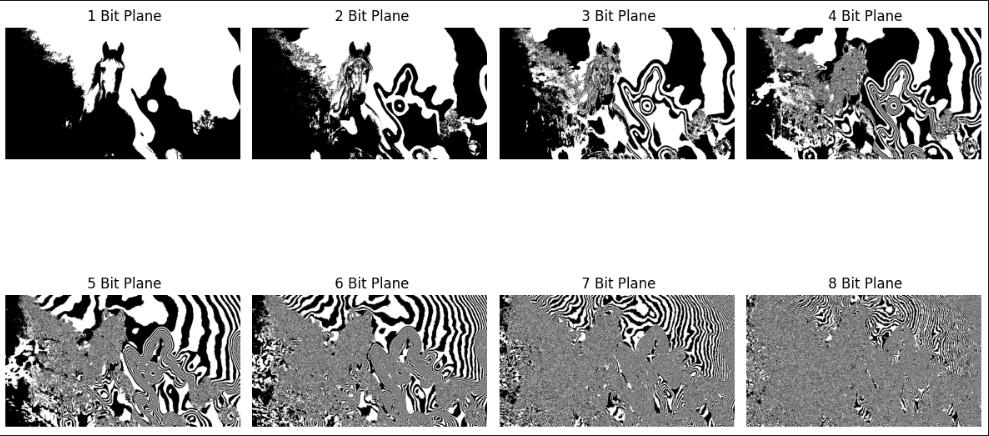 1 Bit Plane
2 Bit Plane
3 Bit Plane
4 Bit Plane
5 Bit Plane
6 Bit Plane
7 Bit Plane
8 Bit Plane